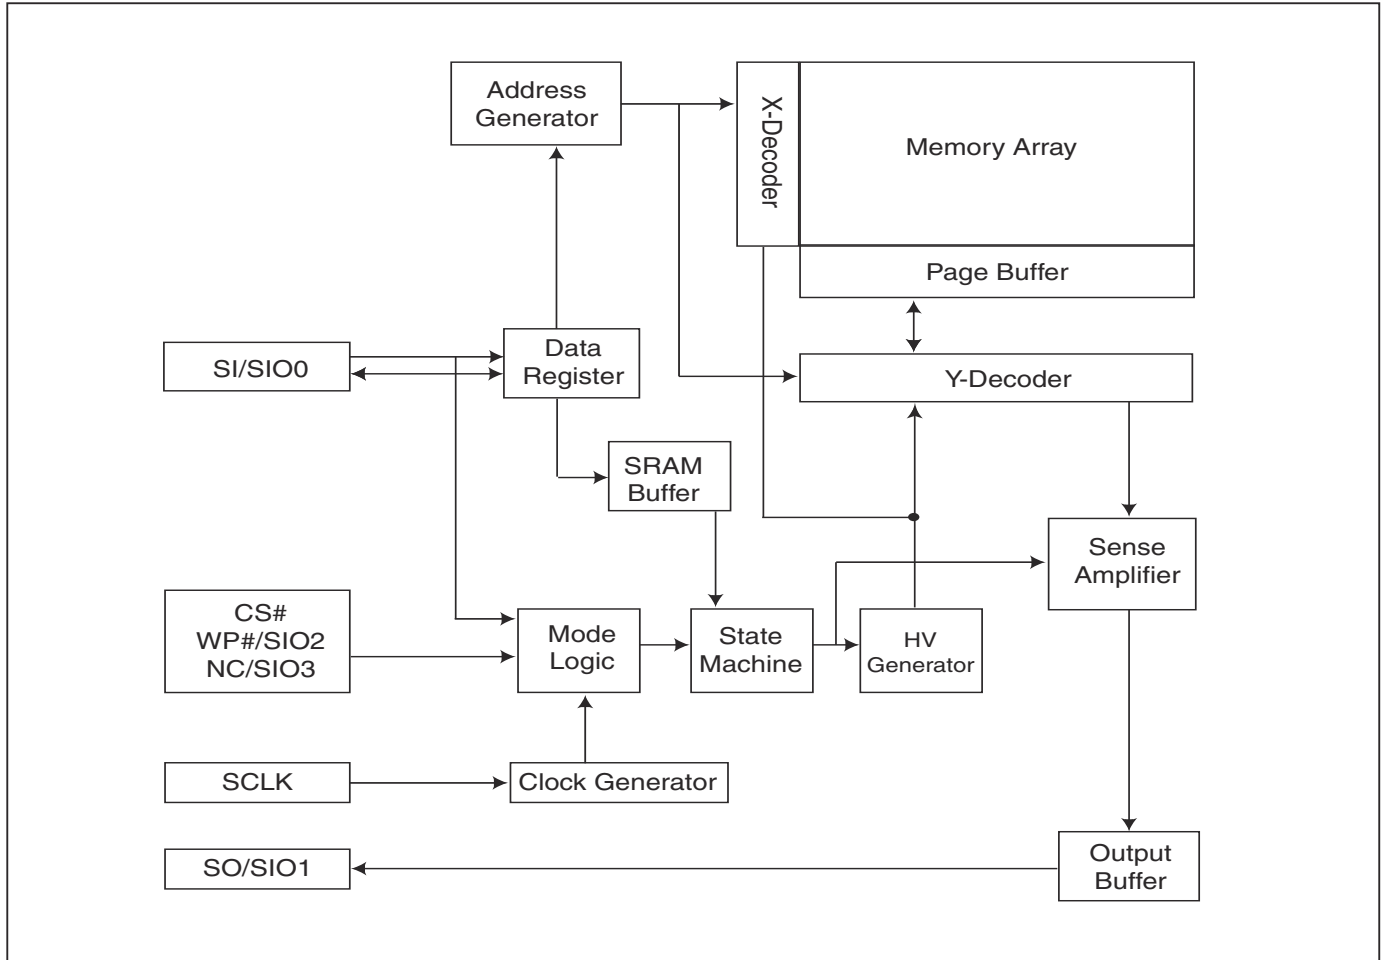 Address
Generator
X-Decoder
Memory Array
Page Buffer
SI/SIO0
Data
Register
Y-Decoder
SRAM
Buffer
Sense
Amplifier
CS#
WP#/SIO2
NC/SIO3
Mode
Logic
State
Machine
HV
Generator
SCLK
Clock Generator
SO/SIO1
Output
Buffer